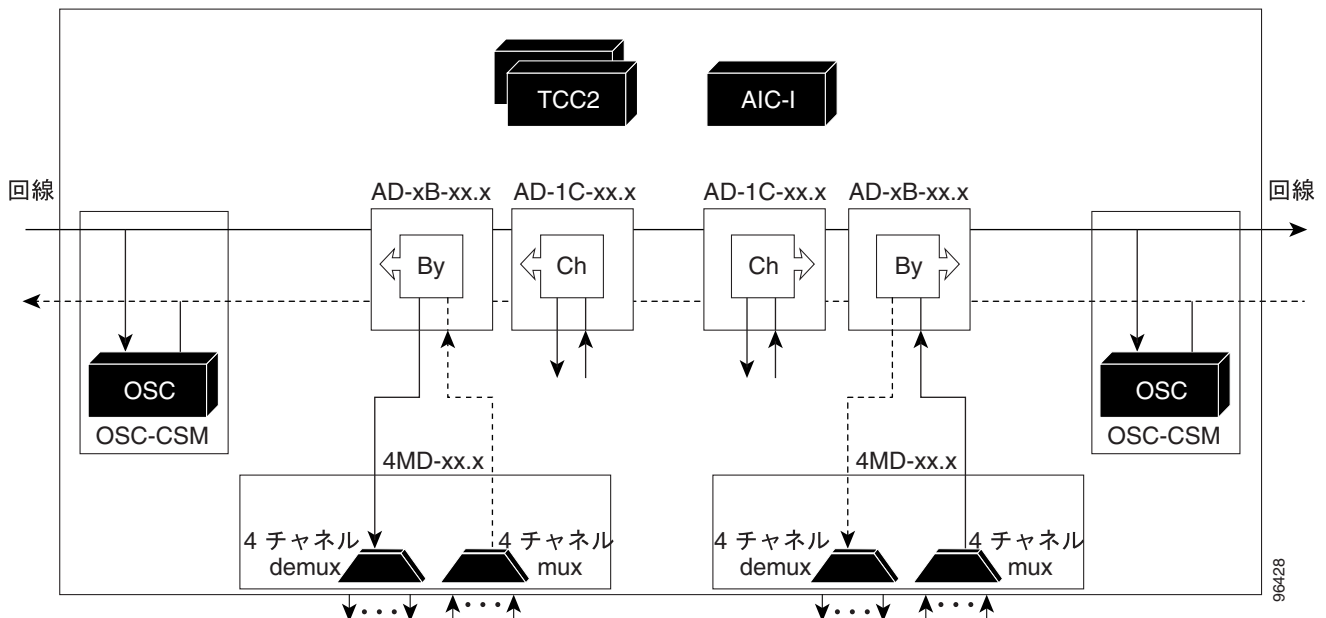 TCC2
AIC-I
回線
AD-xB-xx.x
AD-1C-xx.x
AD-1C-xx.x
AD-xB-xx.x
回線
By
Ch
Ch
By
OSC
OSC-CSM
OSC
OSC-CSM
4MD-xx.x
4MD-xx.x
4 チャネル
demux
4 チャネル
mux
4 チャネル
demux
4 チャネル
mux
96428